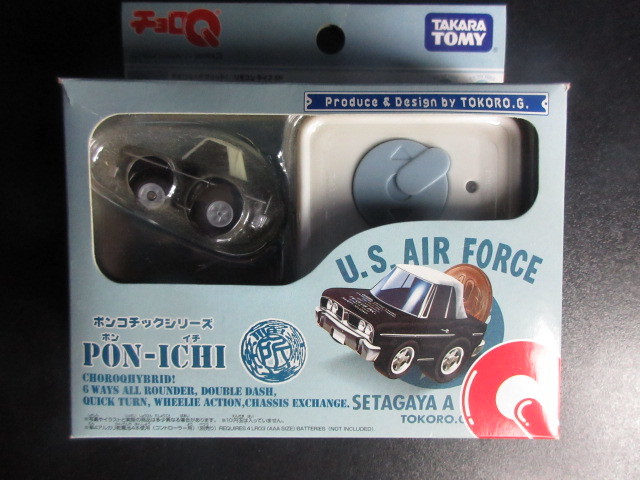 チョロQ
TAKARA
TOMY
Produce & Design by TOKORO.G.
U.S. AIR FORCE
ポンコチックシリーズ
ポン イチ
PON-ICHI
所
CHOROQHYBRID!
6 WAYS ALL ROUNDER, DOUBLE DASH,
QUICK TURN, WHEELIE ACTION, CHASSIS EXCHANGE.
SETAGAYA A
TOKORO.G
REQUIRES 4 LR03 (AAA SIZE) BATTERIES (NOT INCLUDED)